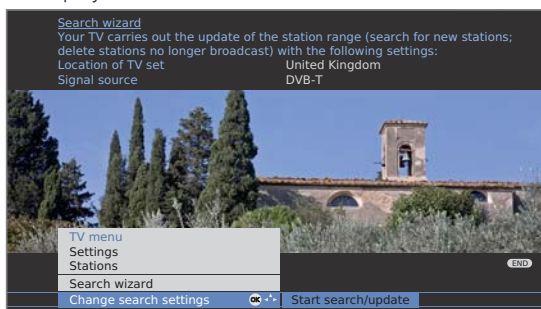 Search wizard
Your TV carries out the update of the station range (search for new stations;
delete stations no longer broadcast) with the following settings:
Location of TV set United Kingdom
Signal source DVB-T
TV menu
Settings
Stations
END
Search wizard
Change search settings OK Start search/update